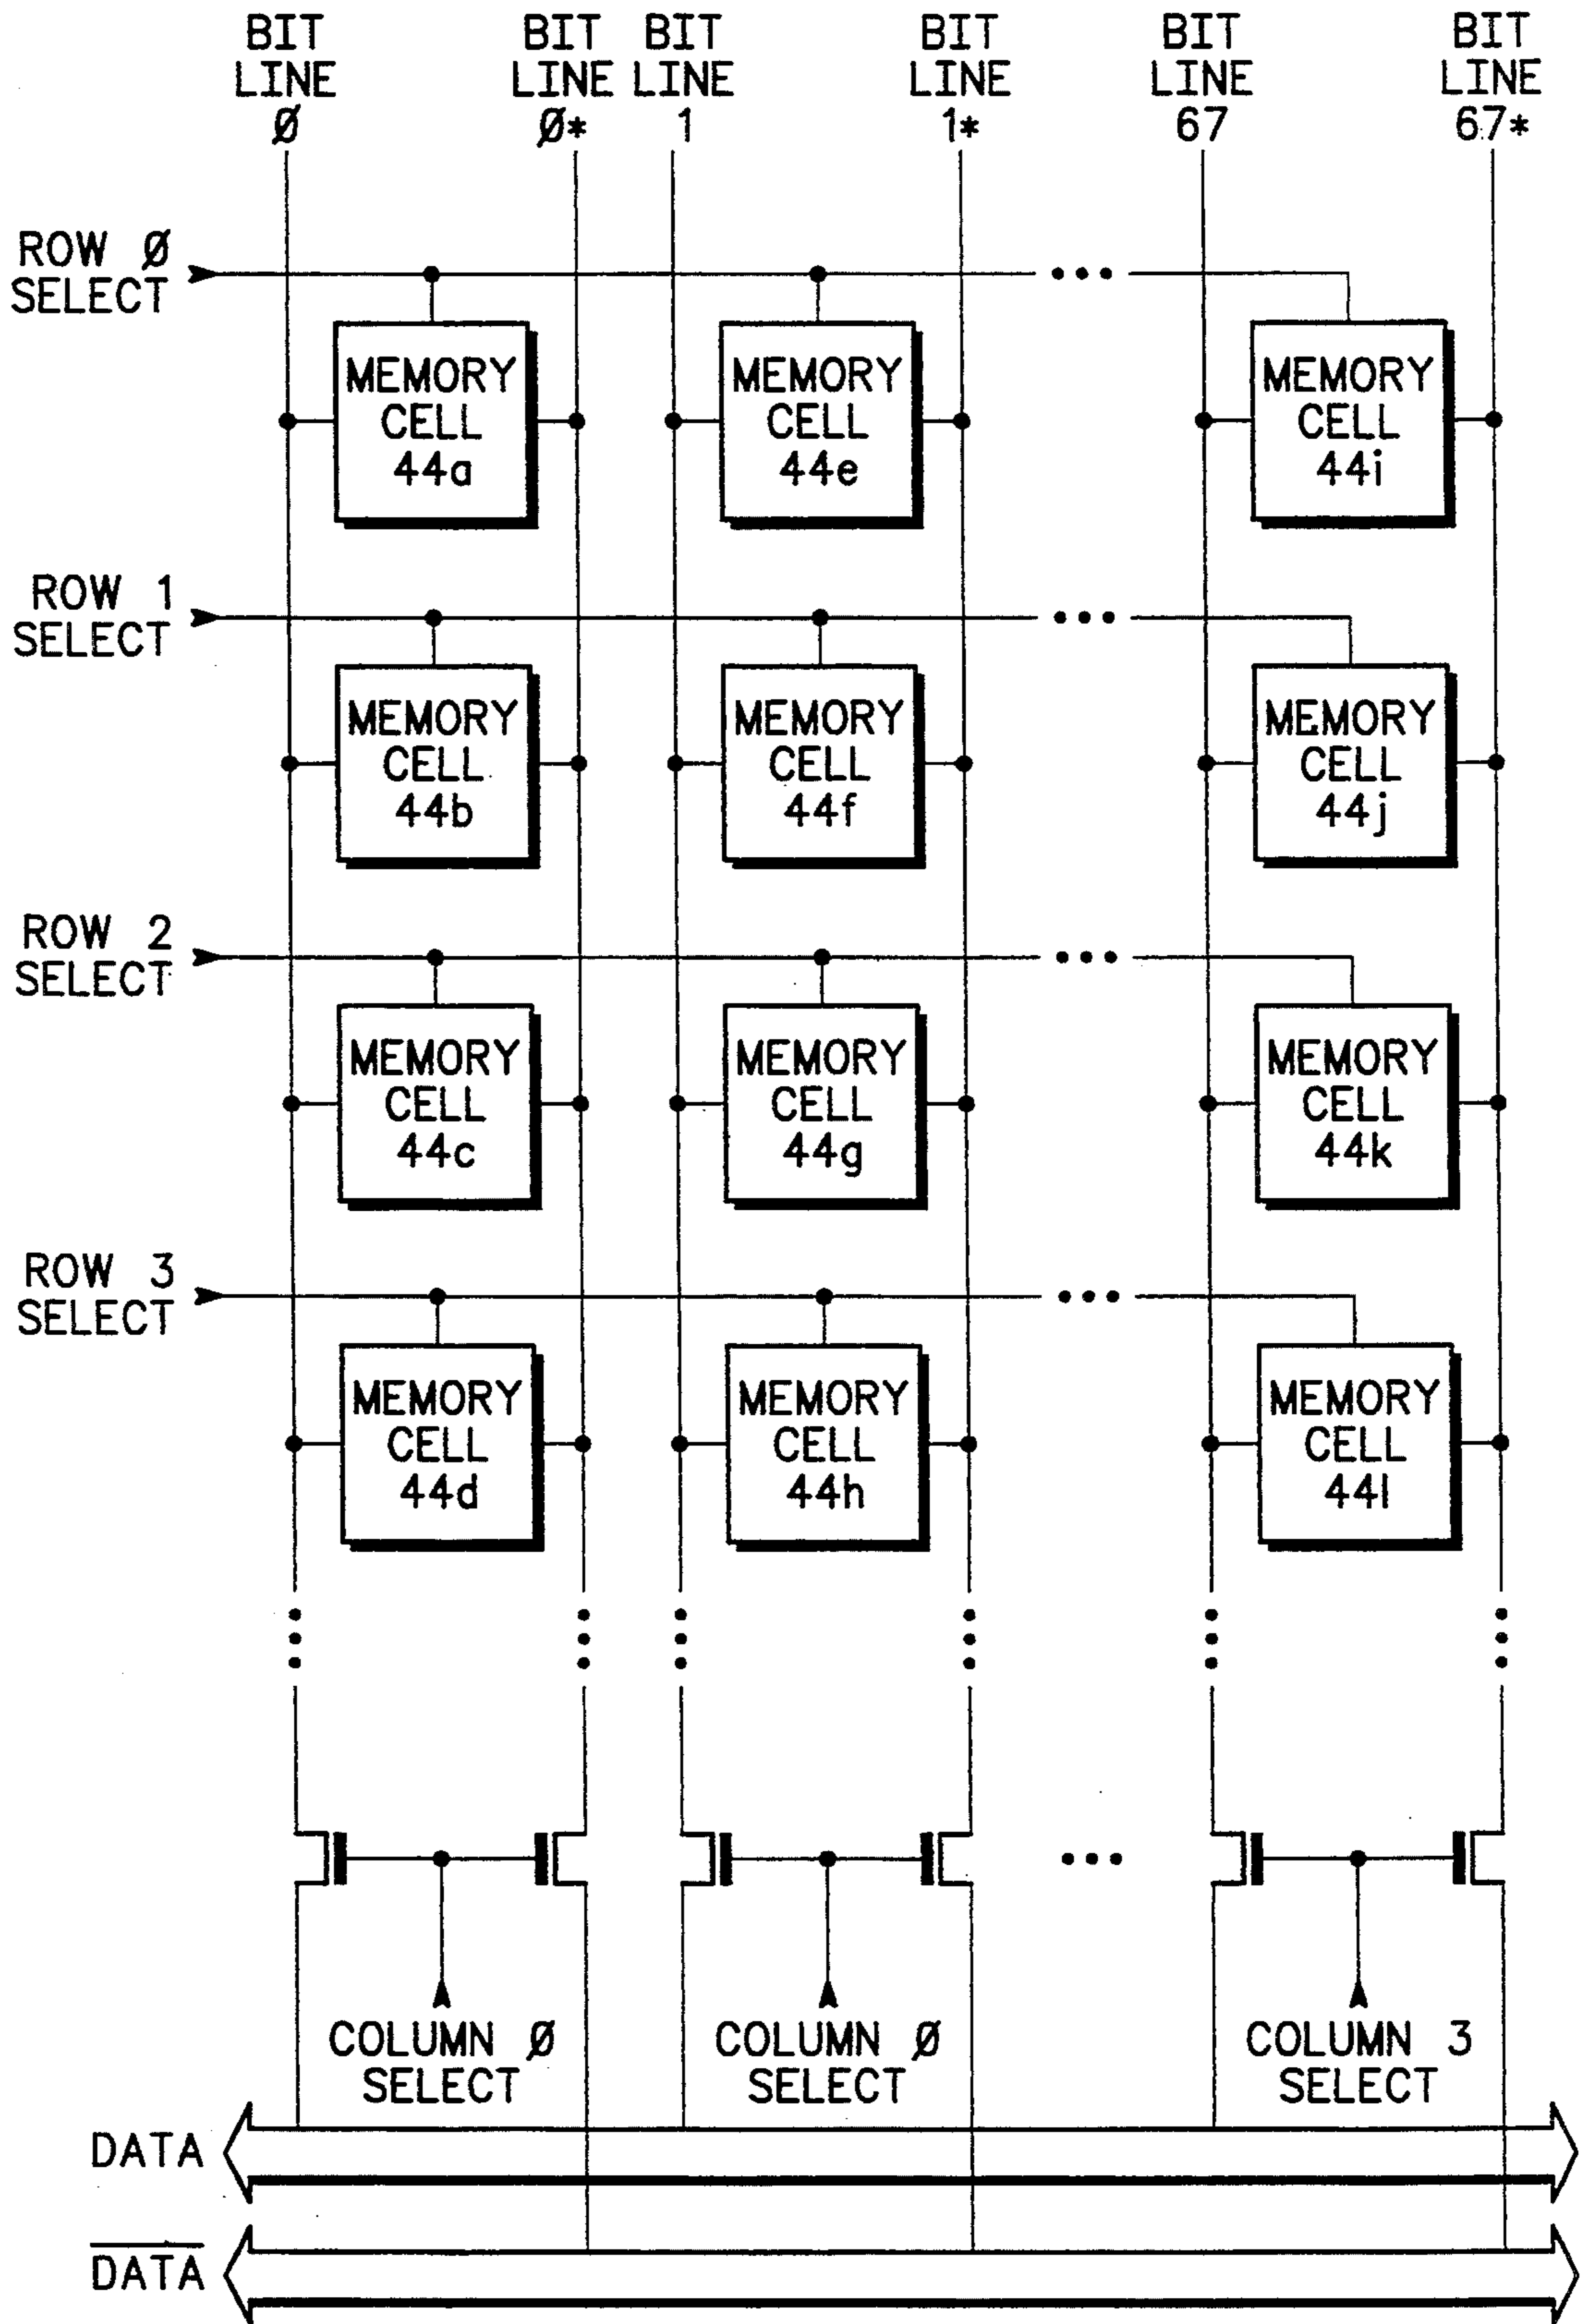 BIT LINE Ø
BIT LINE Ø*
BIT LINE 1
BIT LINE 1*
BIT LINE 67
BIT LINE 67*
ROW Ø
SELECT
MEMORY CELL 44a
MEMORY CELL 44e
MEMORY CELL 44i
ROW 1
SELECT
MEMORY CELL 44b
MEMORY CELL 44f
MEMORY CELL 44j
ROW 2
SELECT
MEMORY CELL 44c
MEMORY CELL 44g
MEMORY CELL 44k
ROW 3
SELECT
MEMORY CELL 44d
MEMORY CELL 44h
MEMORY CELL 44l
COLUMN Ø
SELECT
COLUMN Ø
SELECT
COLUMN 3
SELECT
DATA
D̅A̅T̅A̅